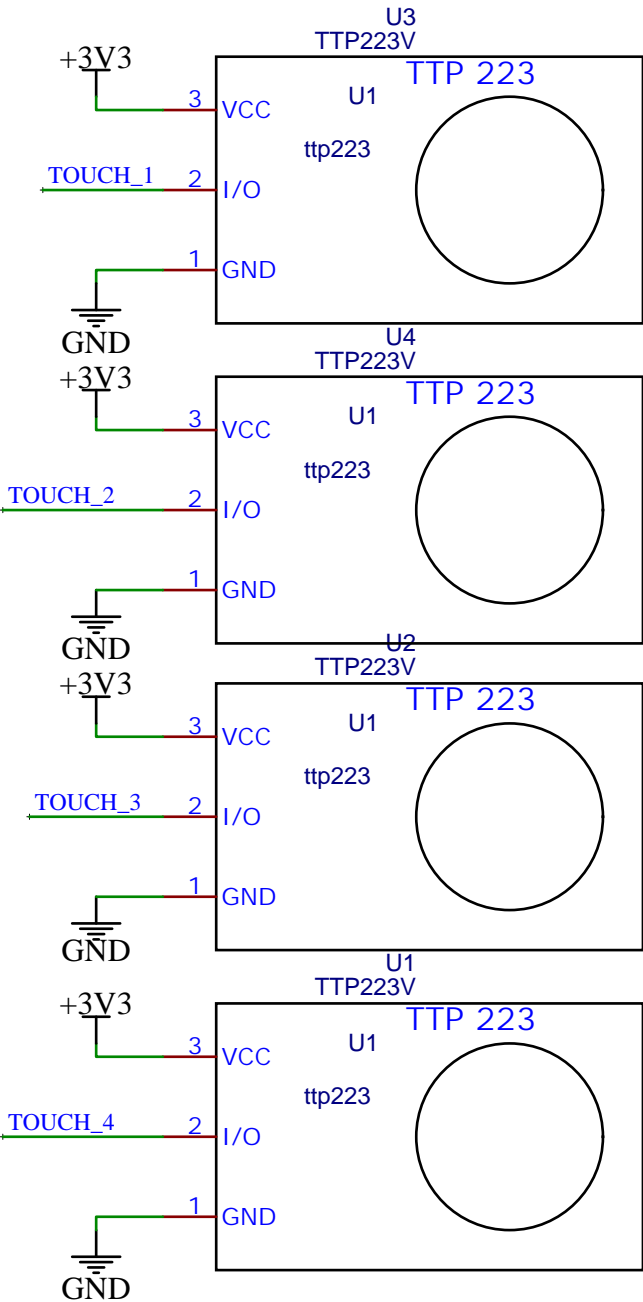 U3
TTP223V
+3V3
TTP 223
U1
3 VCC
ttp223
TOUCH_1 2 I/O
1 GND
GND
U4
TTP223V
+3V3
TTP 223
U1
3 VCC
ttp223
TOUCH_2 2 I/O
1 GND
GND
U2
TTP223V
+3V3
TTP 223
U1
3 VCC
ttp223
TOUCH_3 2 I/O
1 GND
GND
U1
TTP223V
+3V3
TTP 223
U1
3 VCC
ttp223
TOUCH_4 2 I/O
1 GND
GND